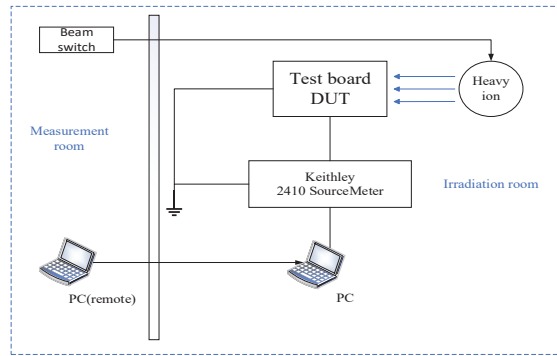 Beam
switch
Test board
DUT
Heavy
ion
Measurement
room
Keithley
2410 SourceMeter
Irradiation room
PC(remote)
PC